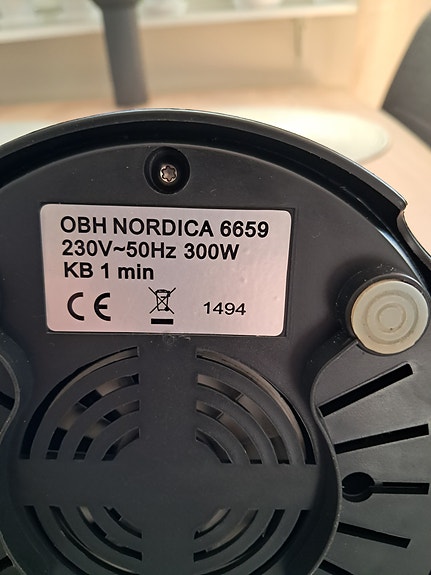 OBH NORDICA 6659
230V~50Hz 300W
KB 1 min
CE 1494